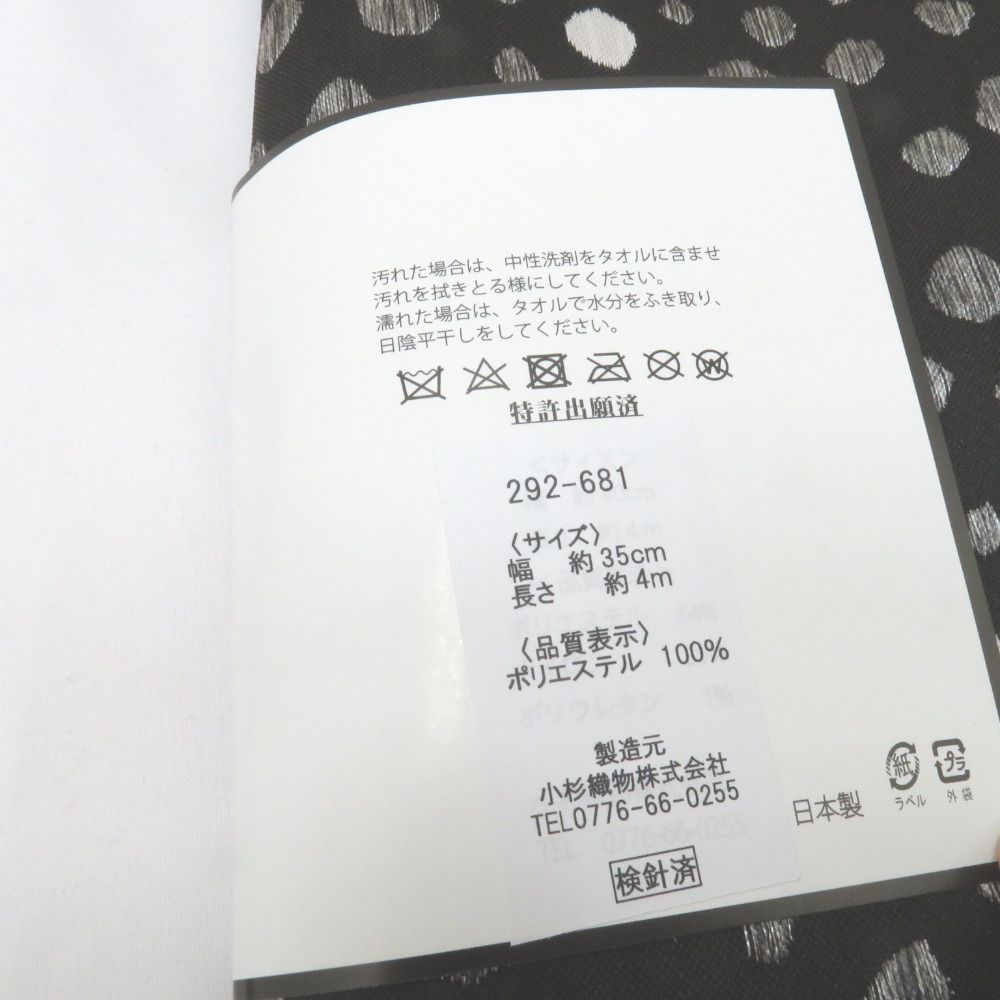 汚れた場合は、中性洗剤をタオルに含ませ
汚れを拭きとる様にしてください。
濡れた場合は、タオルで水分をふき取り、
日陰平干しをしてください。
特許出願済
292-681
〈サイズ〉
幅 約35cm
長さ 約4m
〈品質表示〉
ポリエステル 100%
製造元
小杉織物株式会社
TEL0776-66-0255
検針済
日本製
紙
ラベル
プラ
外袋